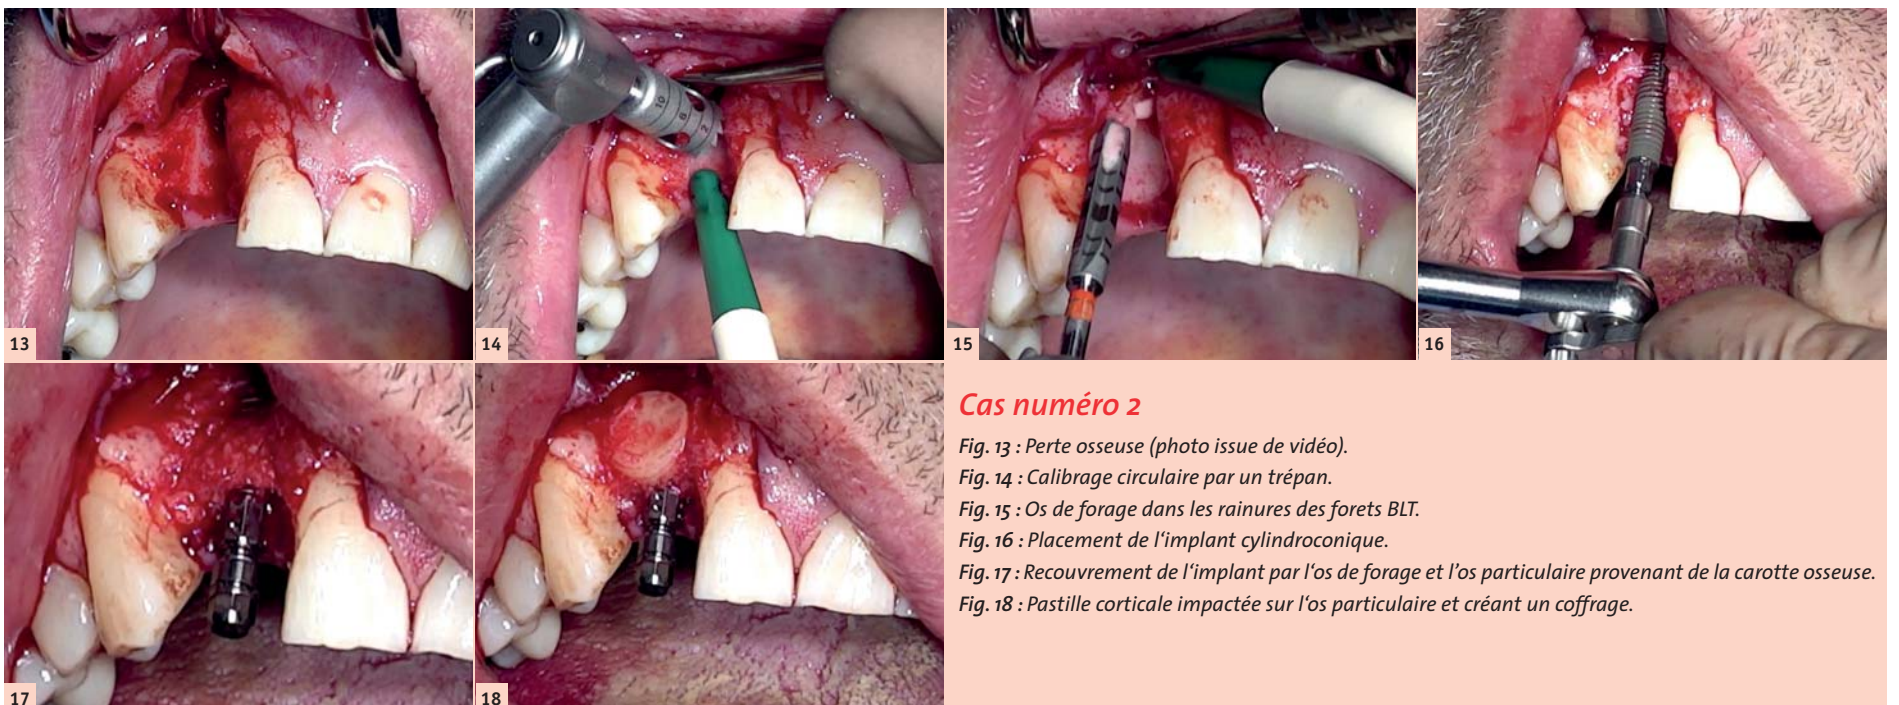 13
14
10
8
2
15
16
17
18
Cas numéro 2
Fig. 13 : Perte osseuse (photo issue de vidéo).
Fig. 14 : Calibrage circulaire par un trépan.
Fig. 15 : Os de forage dans les rainures des forets BLT.
Fig. 16 : Placement de l‘implant cylindroconique.
Fig. 17 : Recouvrement de l‘implant par l‘os de forage et l’os particulaire provenant de la carotte osseuse.
Fig. 18 : Pastille corticale impactée sur l‘os particulaire et créant un coffrage.